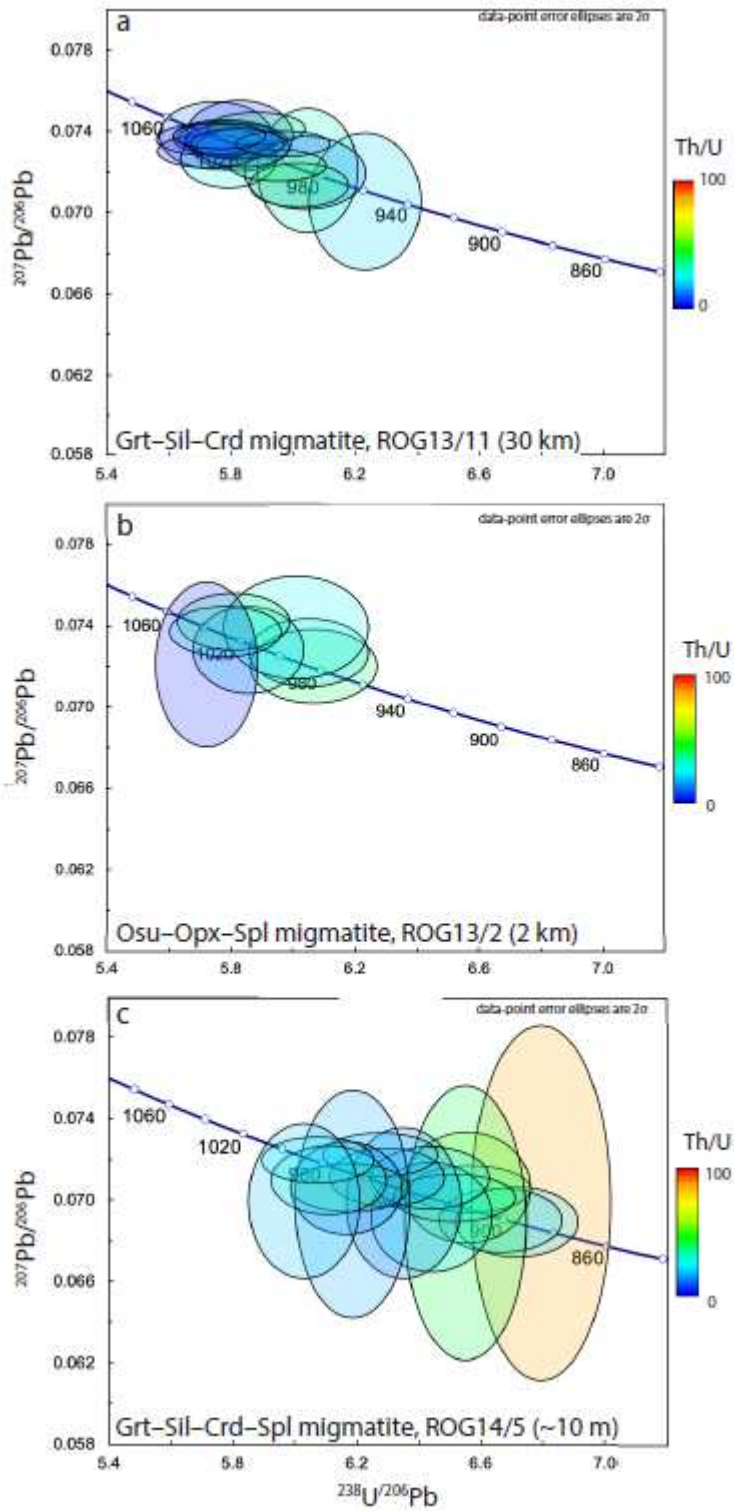 a
data-point error ellipses are 2σ
0.078
0.074
0.070
0.066
0.062
0.058
207Pb/206Pb
1060
1020
980
940
900
860
Th/U
100
0
Grt–Sil–Crd migmatite, ROG13/11 (30 km)
5.4 5.8 6.2 6.6 7.0
b
data-point error ellipses are 2σ
0.078
0.074
0.070
0.066
0.062
0.058
207Pb/206Pb
1060
1020
980
940
900
860
Th/U
100
0
Osu–Opx–Spl migmatite, ROG13/2 (2 km)
5.4 5.8 6.2 6.6 7.0
c
data-point error ellipses are 2σ
0.078
0.074
0.070
0.066
0.062
0.058
207Pb/206Pb
1060
1020
980
900
860
Th/U
100
0
Grt–Sil–Crd–Spl migmatite, ROG14/5 (~10 m)
5.4 5.8 6.2 6.6 7.0
238U/206Pb